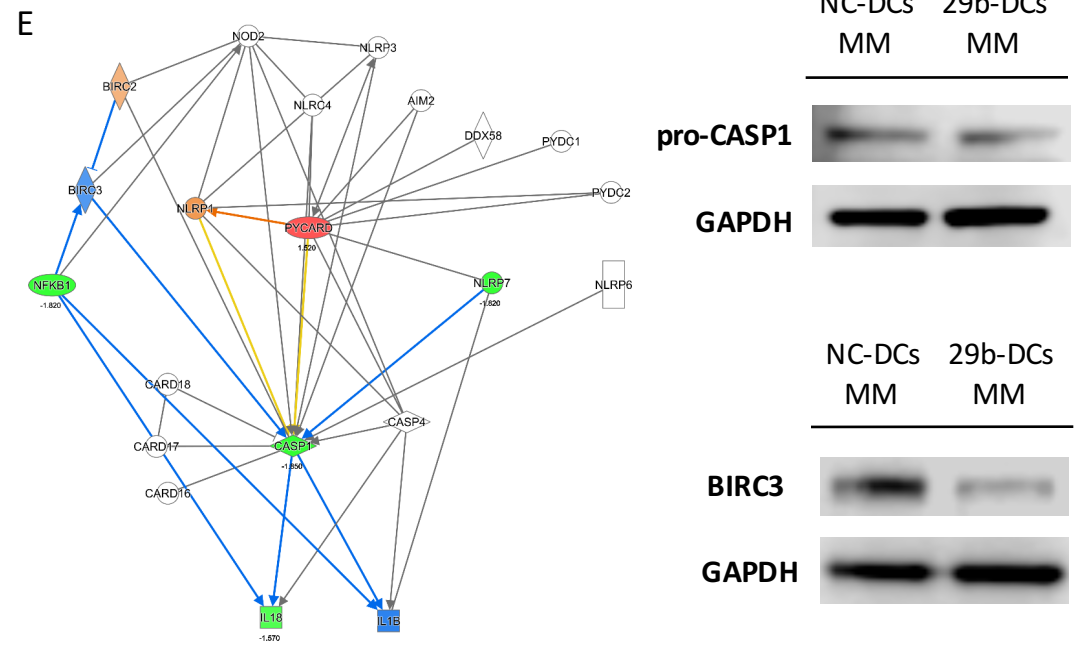 E
NC-DCs 29b-DCs
MM MM
pro-CASP1
GAPDH
NC-DCs 29b-DCs
MM MM
BIRC3
GAPDH
NOD2
NLRP3
BIRC2
NLRC4
AIM2
DDX58
PYDC1
BIRC3
PYDC2
NLRP1
PYCARD
1.520
NFKB1
-1.820
NLRP7
-1.820
NLRP6
CARD18
CASP4
CARD17
CASP1
-1.650
CARD16
IL18
-1.570
IL1B